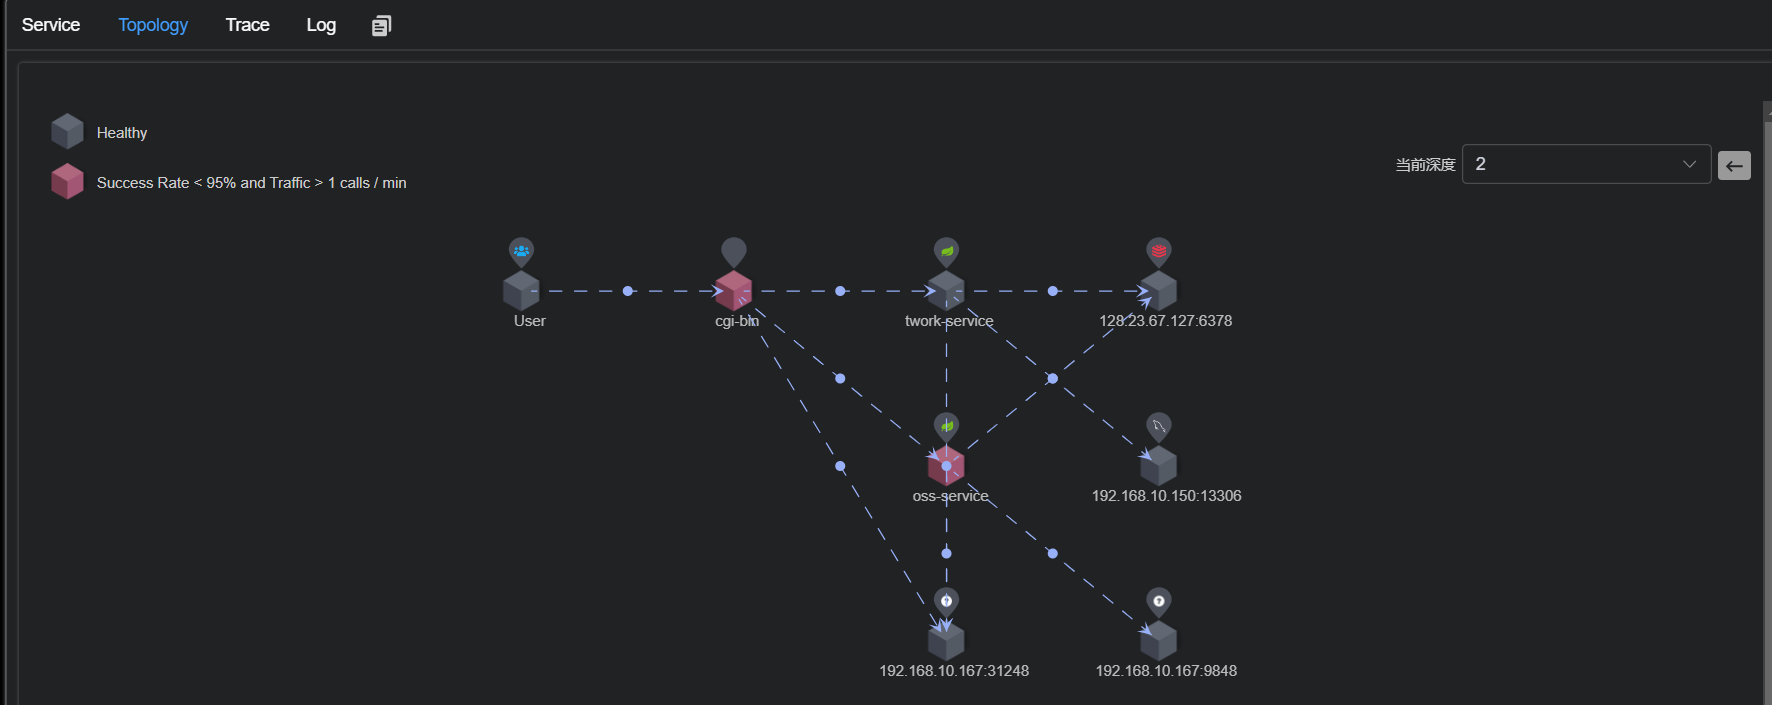 Service Topology Trace Log
Healthy
Success Rate < 95% and Traffic > 1 calls / min
当前深度 2
User
cgi-bin
twork-service
128.23.67.127:6378
oss-service
192.168.10.150:13306
192.168.10.167:31248
192.168.10.167:9848